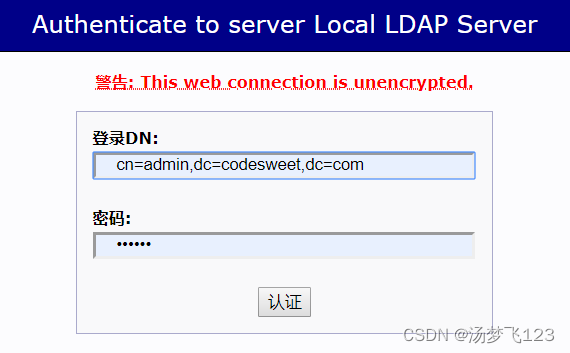 Authenticate to server Local LDAP Server
警告: This web connection is unencrypted.
登录DN:
cn=admin,dc=codesweet,dc=com
密码:
••••••
认证
CSDN @汤梦飞123